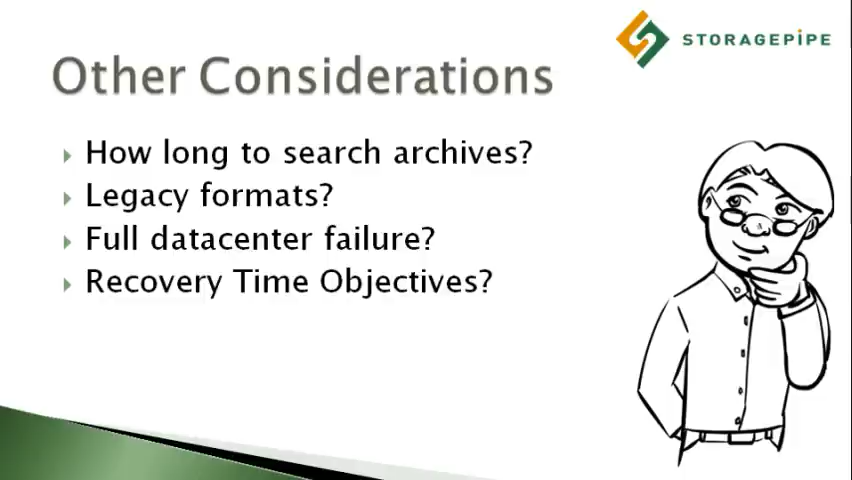 STORAGEPIPE
Other Considerations
How long to search archives?
Legacy formats?
Full datacenter failure?
Recovery Time Objectives?